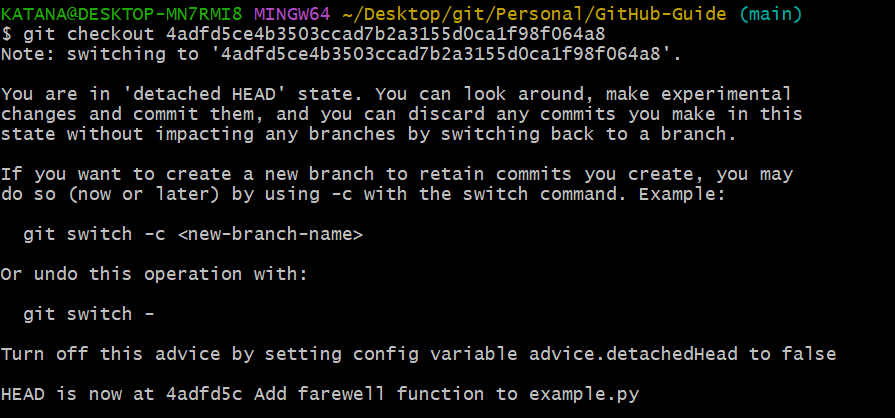 KATANA@DESKTOP-MN7RMI8 MINGW64 ~/Desktop/git/Personal/GitHub-Guide (main)
$ git checkout 4adfd5ce4b3503ccad7b2a3155d0ca1f98f064a8
Note: switching to '4adfd5ce4b3503ccad7b2a3155d0ca1f98f064a8'.

You are in 'detached HEAD' state. You can look around, make experimental
changes and commit them, and you can discard any commits you make in this
state without impacting any branches by switching back to a branch.

If you want to create a new branch to retain commits you create, you may
do so (now or later) by using -c with the switch command. Example:

  git switch -c <new-branch-name>

Or undo this operation with:

  git switch -

Turn off this advice by setting config variable advice.detachedHead to false

HEAD is now at 4adfd5c Add farewell function to example.py